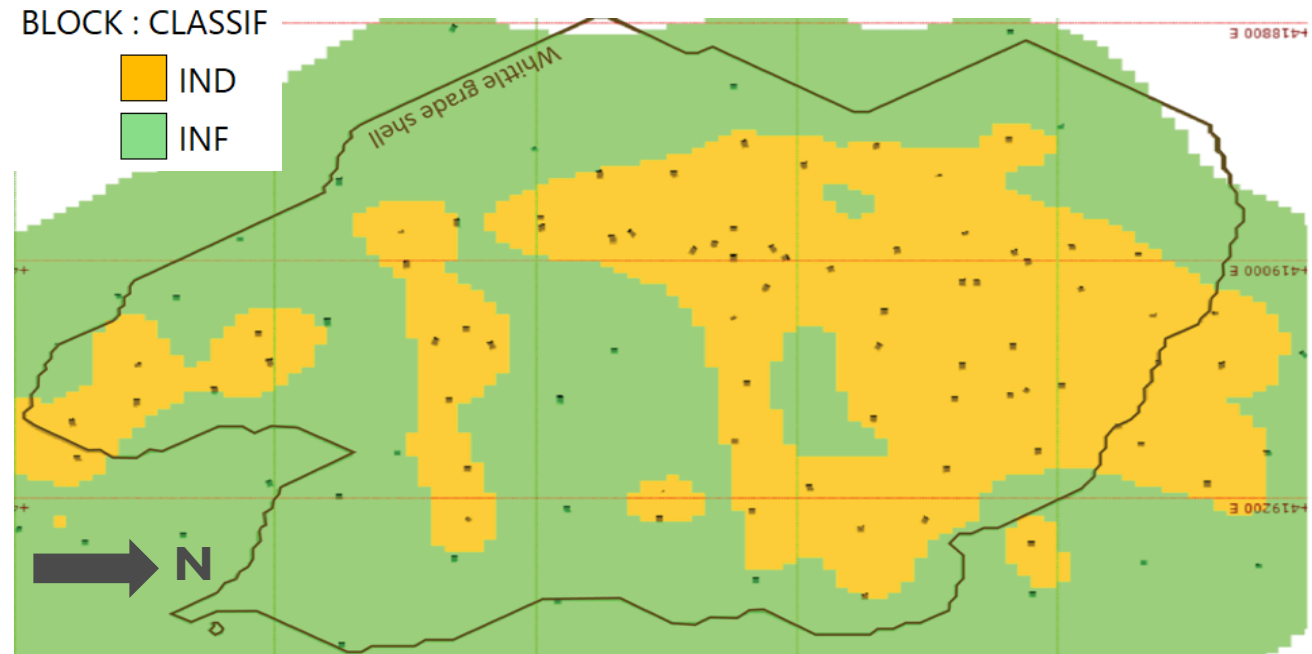 BLOCK : CLASSIF
IND
INF
Whittle grade shell
+418800 E
+419000 E
+419200 E
N